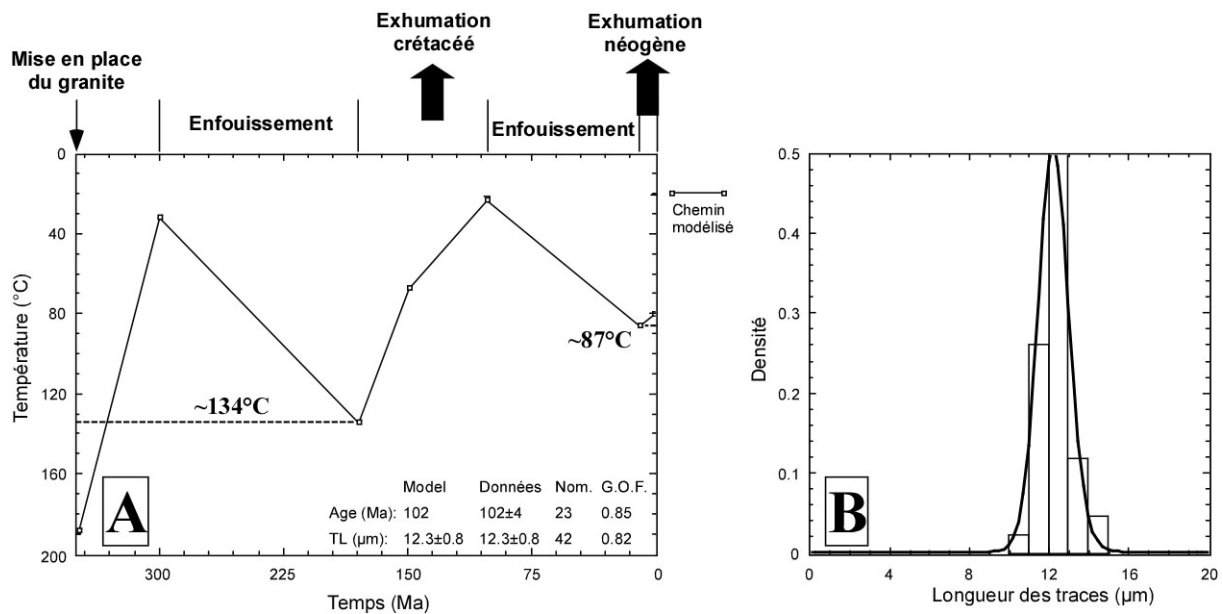 Mise en place
du granite
Enfouissement
Exhumation
crétacéé
Enfouissement
Exhumation
néogène
0
40
80
120
160
200
Température (°C)
300
225
150
75
0
Temps (Ma)
~134°C
~87°C
Chemin
modélisé
A
Model Données Nom. G.O.F.
Age (Ma): 102 102±4 23 0.85
TL (µm): 12.3±0.8 12.3±0.8 42 0.82
0.5
0.4
0.3
0.2
0.1
0
Densité
B
0 4 8 12 16 20
Longueur des traces (µm)